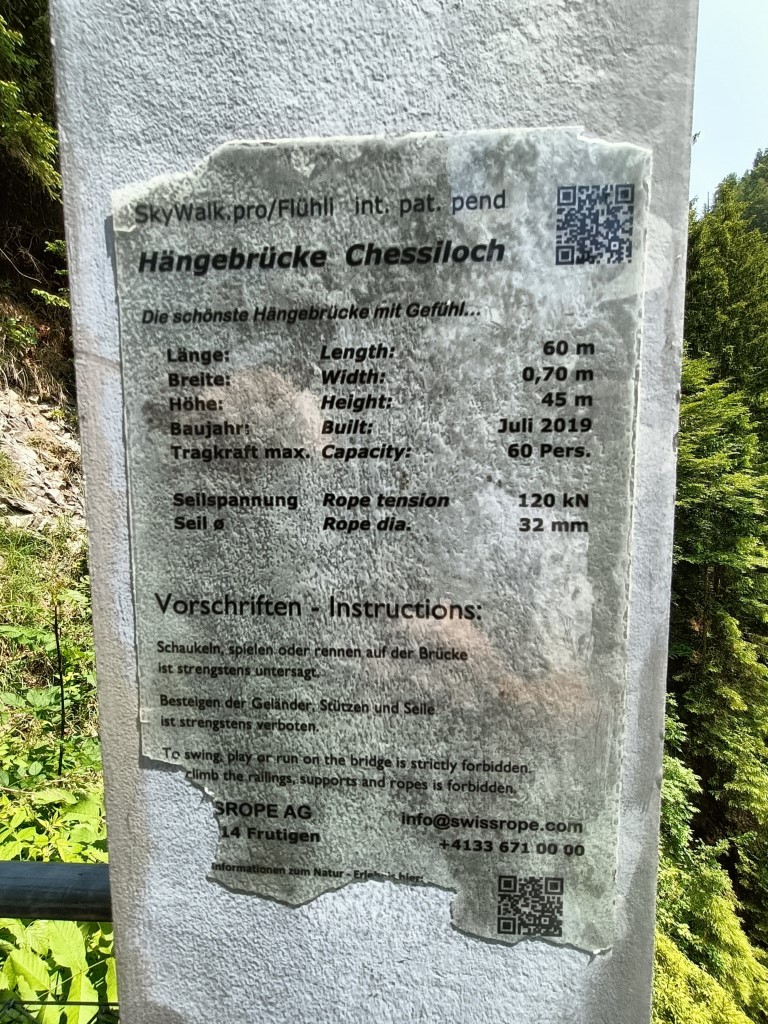 SkyWalk.pro/Flühli int. pat. pend
Hängebrücke Chessiloch
Die schönste Hängebrücke mit Gefühl...
Länge: Length: 60 m
Breite: Width: 0,70 m
Höhe: Height: 45 m
Baujahr: Built: Juli 2019
Tragkraft max. Capacity: 60 Pers.
Seilspannung Rope tension 120 kN
Seil ø Rope dia. 32 mm
Vorschriften - Instructions:
Schaukeln, spielen oder rennen auf der Brücke
ist strengstens untersagt.
Besteigen der Geländer, Stützen und Seile
ist strengstens verboten.
To swing, play or run on the bridge is strictly forbidden.
climb the railings, supports and ropes is forbidden.
SROPE AG info@swissrope.com
14 Frutigen +4133 671 00 00
Informationen zum Natur - Erlebnis hier: